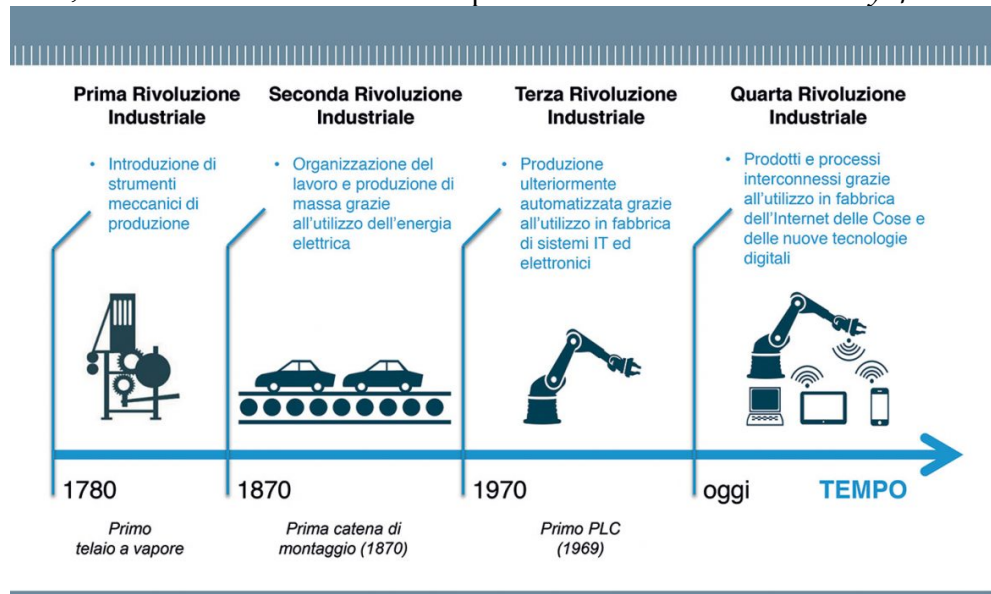 Prima Rivoluzione
Industriale
• Introduzione di
strumenti
meccanici di
produzione
Seconda Rivoluzione
Industriale
• Organizzazione del
lavoro e produzione di
massa grazie
all'utilizzo dell'energia
elettrica
Terza Rivoluzione
Industriale
• Produzione
ulteriormente
automatizzata grazie
all'utilizzo in fabbrica
di sistemi IT ed
elettronici
Quarta Rivoluzione
Industriale
• Prodotti e processi
interconnessi grazie
all'utilizzo in fabbrica
dell'Internet delle Cose e
delle nuove tecnologie
digitali
1780
1870
1970
oggi
TEMPO
Primo
telaio a vapore
Prima catena di
montaggio (1870)
Primo PLC
(1969)